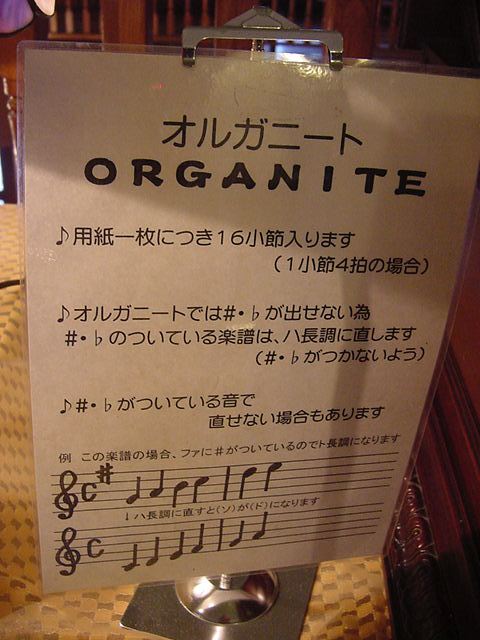 オルガニート
ORGANITE
♪用紙一枚につき16小節入ります
(1小節4拍の場合)
♪オルガニートでは#・♭が出せない為
#・♭のついている楽譜は、ハ長調に直します
(#・♭がつかないよう)
♪#・♭がついている音で
直せない場合もあります
例 この楽譜の場合、ファに#がついているのでト長調になります
↓ハ長調に直すと(ソ)が(ド)になります